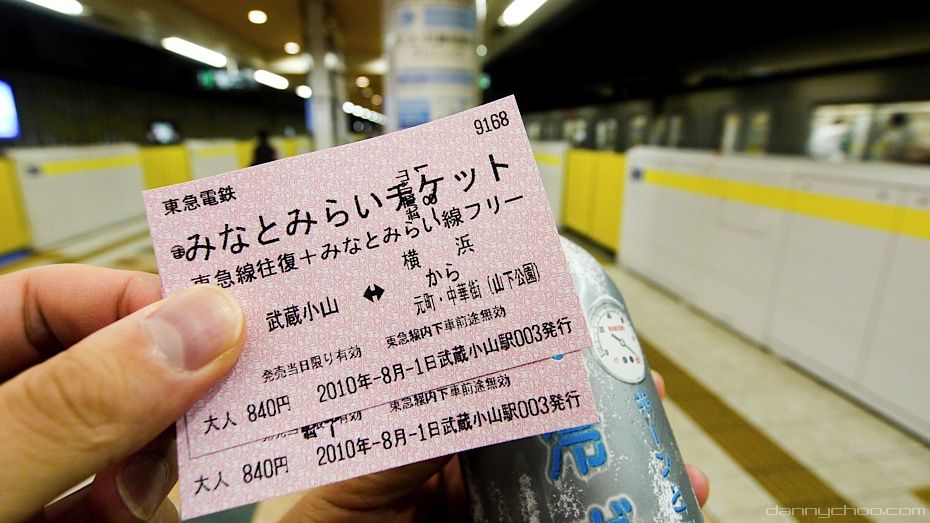 9168
東急電鉄
みなとみらいチケット
東急線往復＋みなとみらい線フリー
武蔵小山 ↔ 横浜から
元町・中華街（山下公園）
発売当日限り有効 東急線内下車前途無効
大人 840円 2010年-8月-1日武蔵小山駅003発行
東急線内下車前途無効
大人 840円 2010年-8月-1日武蔵小山駅003発行
キーン
dannychoo.com